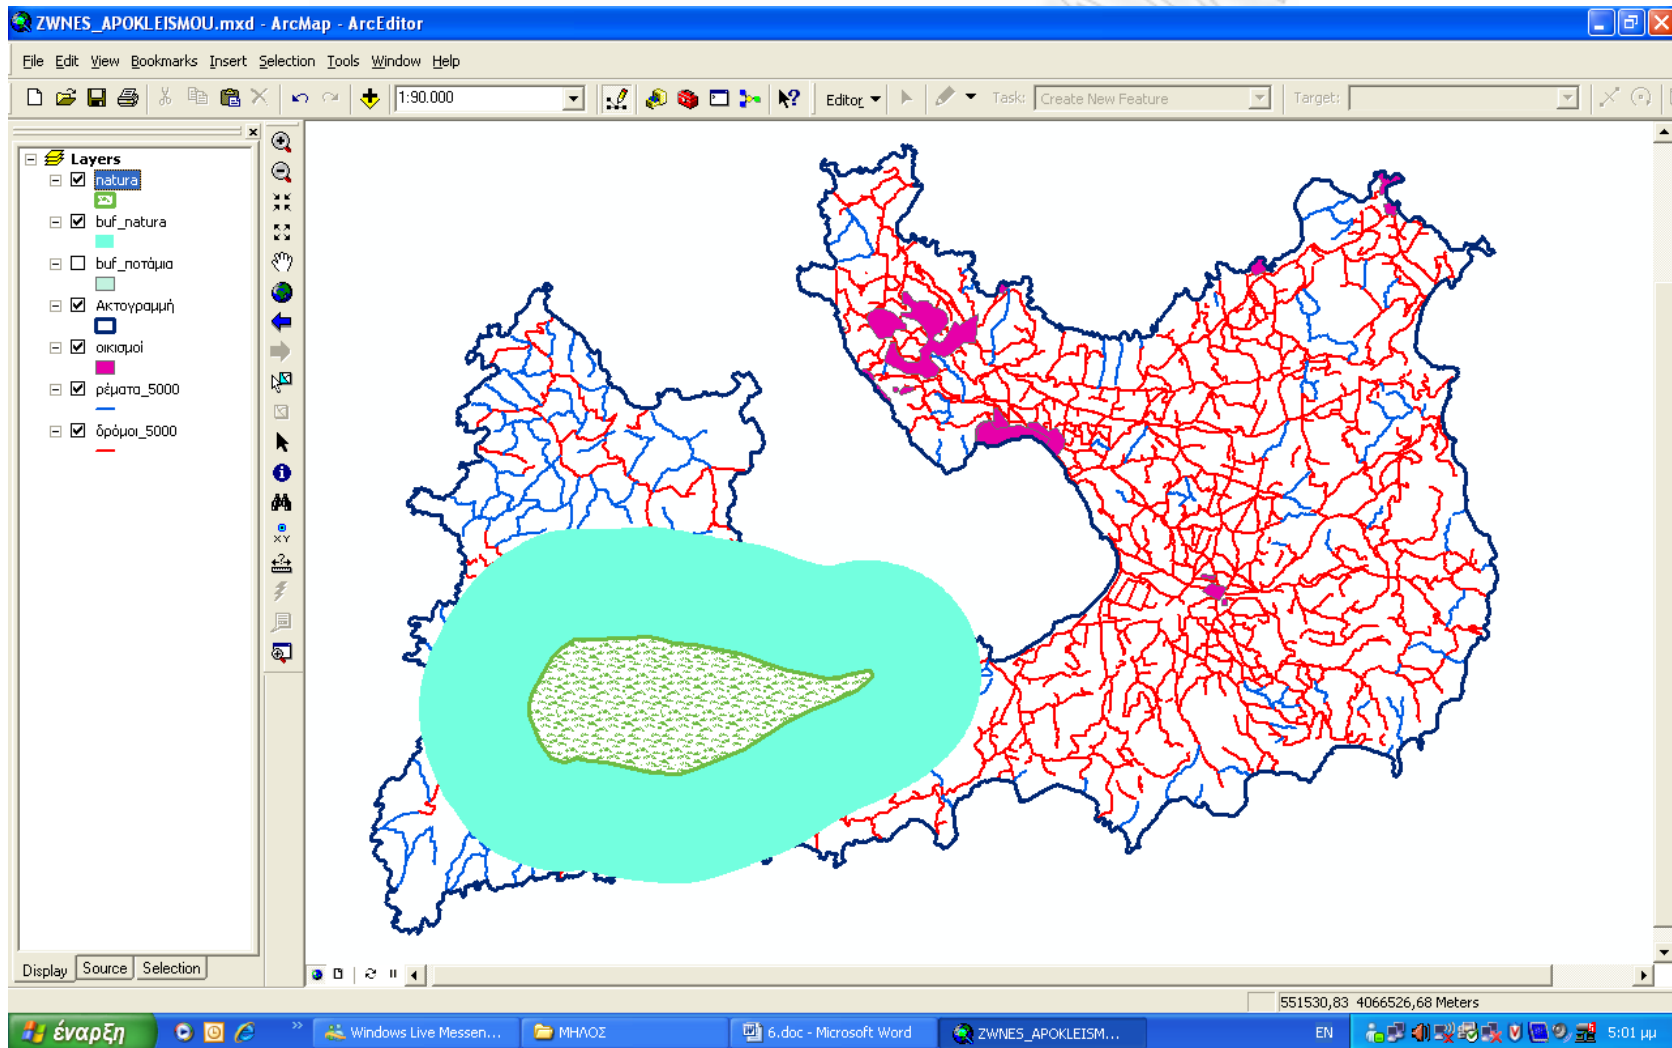 ZWNES_APOKLEISMOU.mxd - ArcMap - ArcEditor
File Edit View Bookmarks Insert Selection Tools Window Help
1:90.000 Editor Task: Create New Feature Target:
Layers
natura
buf_natura
buf_ποτάμια
Ακτογραμμή
οικισμοί
ρέματα_5000
δρόμοι_5000
Display Source Selection
551530,83 4066526,68 Meters
έναρξη Windows Live Messen... ΜΗΛΟΣ 6.doc - Microsoft Word ZWNES_APOKLEISM... EN 5:01 μμ